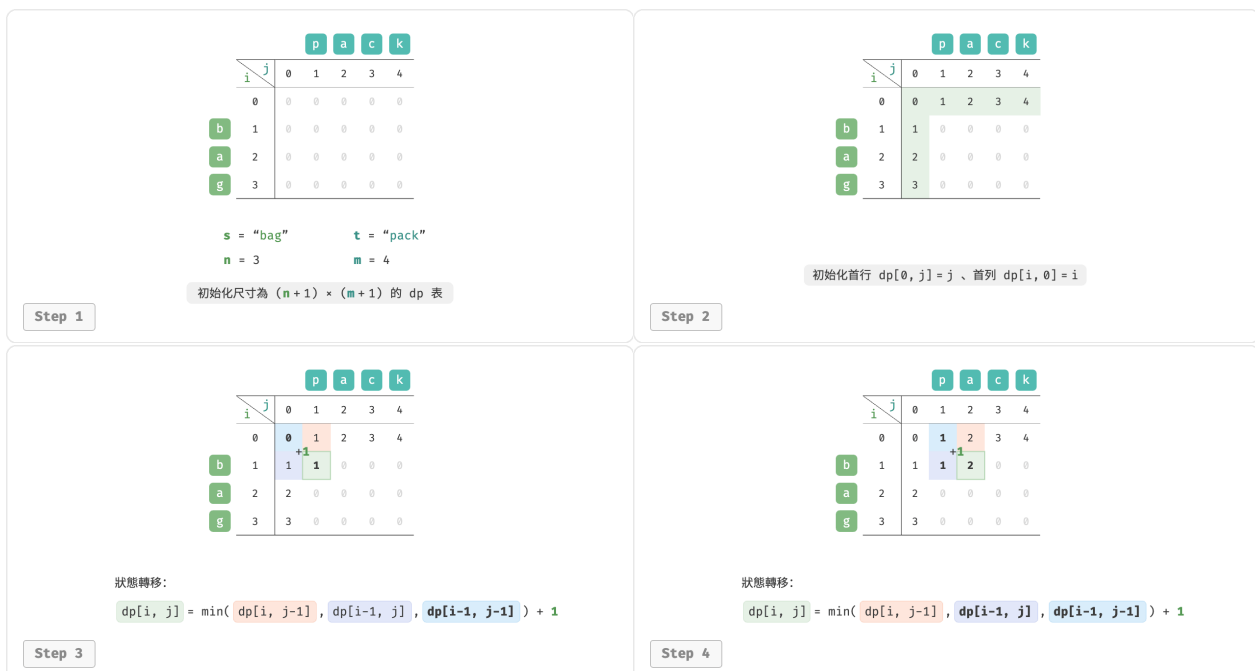 p a c k
j
i
0 1 2 3 4
0 0 0 0 0 0
b 1 0 0 0 0 0
a 2 0 0 0 0 0
g 3 0 0 0 0 0
s = “bag” t = “pack”
n = 3 m = 4
初始化尺寸為 (n + 1) × (m + 1) 的 dp 表
Step 1
p a c k
j
i
0 1 2 3 4
0 0 1 2 3 4
b 1 1 0 0 0 0
a 2 2 0 0 0 0
g 3 3 0 0 0 0
初始化首行 dp[0, j] = j 、首列 dp[i, 0] = i
Step 2
p a c k
j
i
0 1 2 3 4
0 0 1 2 3 4
+1
b 1 1 1 0 0 0
a 2 2 0 0 0 0
g 3 3 0 0 0 0
狀態轉移：
dp[i, j] = min( dp[i, j-1] , dp[i-1, j] , dp[i-1, j-1] ) + 1
Step 3
p a c k
j
i
0 1 2 3 4
0 0 1 2 3 4
+1
b 1 1 1 2 0 0
a 2 2 0 0 0 0
g 3 3 0 0 0 0
狀態轉移：
dp[i, j] = min( dp[i, j-1] , dp[i-1, j] , dp[i-1, j-1] ) + 1
Step 4